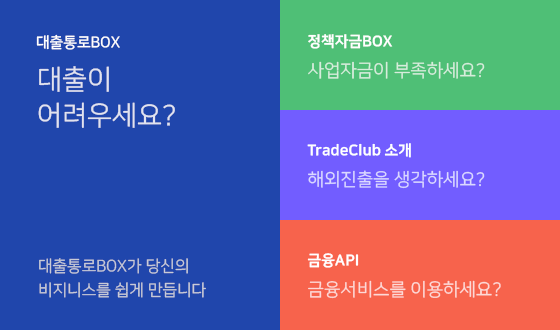 대출통로BOX
대출이
어려우세요?
대출통로BOX가 당신의
비지니스를 쉽게 만듭니다
정책자금BOX
사업자금이 부족하세요?
TradeClub 소개
해외진출을 생각하세요?
금융API
금융서비스를 이용하세요?